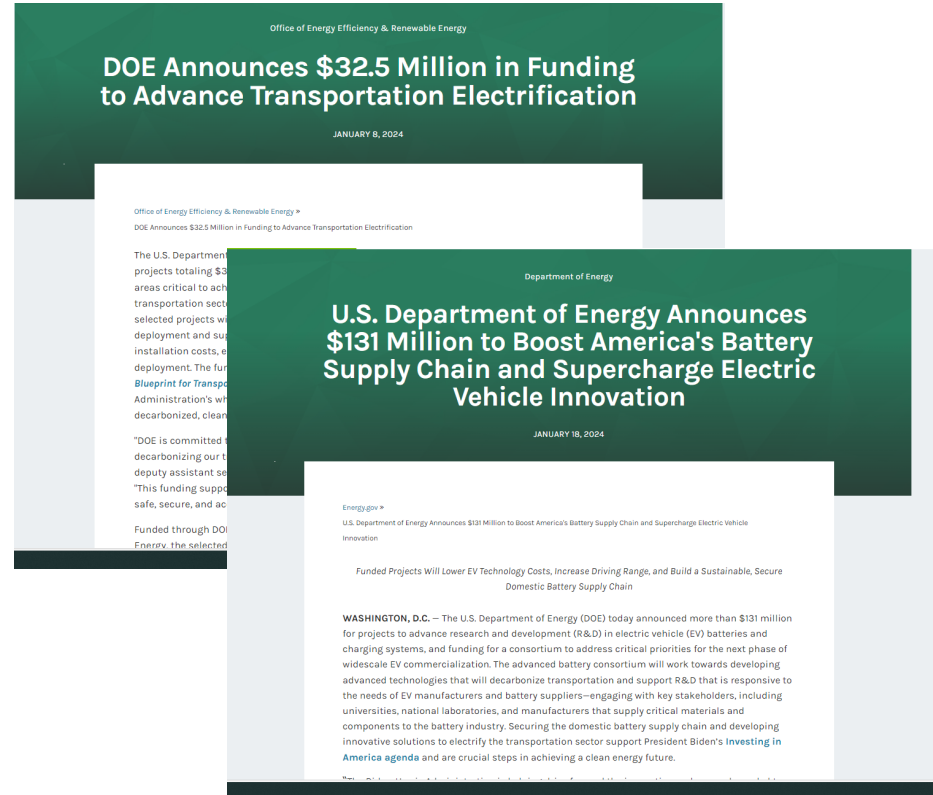 Office of Energy Efficiency & Renewable Energy
DOE Announces $32.5 Million in Funding
to Advance Transportation Electrification
JANUARY 8, 2024
Office of Energy Efficiency & Renewable Energy »
DOE Announces $32.5 Million in Funding to Advance Transportation Electrification
The U.S. Department
projects totaling $3
areas critical to ach
transportation sect
selected projects wi
deployment and sup
installation costs, e
deployment. The fur
Blueprint for Transpo
Administration's wh
decarbonized, clean
"DOE is committed t
decarbonizing our t
deputy assistant se
"This funding suppo
safe, secure, and ac
Funded through DOE
Energy, the selected
Department of Energy
U.S. Department of Energy Announces
$131 Million to Boost America's Battery
Supply Chain and Supercharge Electric
Vehicle Innovation
JANUARY 18, 2024
Energy.gov »
U.S. Department of Energy Announces $131 Million to Boost America's Battery Supply Chain and Supercharge Electric Vehicle
Innovation
Funded Projects Will Lower EV Technology Costs, Increase Driving Range, and Build a Sustainable, Secure
Domestic Battery Supply Chain
WASHINGTON, D.C. — The U.S. Department of Energy (DOE) today announced more than $131 million
for projects to advance research and development (R&D) in electric vehicle (EV) batteries and
charging systems, and funding for a consortium to address critical priorities for the next phase of
widescale EV commercialization. The advanced battery consortium will work towards developing
advanced technologies that will decarbonize transportation and support R&D that is responsive to
the needs of EV manufacturers and battery suppliers—engaging with key stakeholders, including
universities, national laboratories, and manufacturers that supply critical materials and
components to the battery industry. Securing the domestic battery supply chain and developing
innovative solutions to electrify the transportation sector support President Biden's Investing in
America agenda and are crucial steps in achieving a clean energy future.